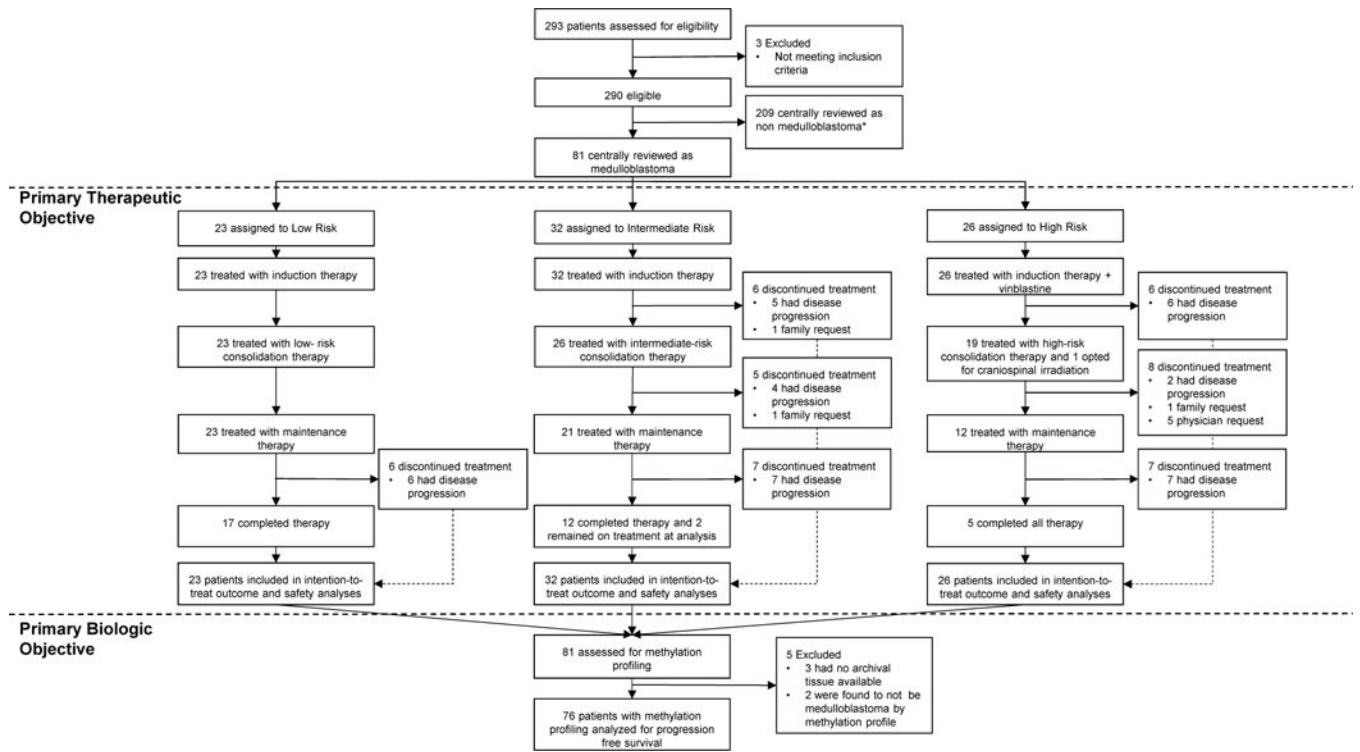 293 patients assessed for eligibility
3 Excluded
• Not meeting inclusion
criteria
290 eligible
209 centrally reviewed as
non medulloblastoma*
81 centrally reviewed as
medulloblastoma
Primary Therapeutic
Objective
23 assigned to Low Risk
23 treated with induction therapy
23 treated with low- risk
consolidation therapy
23 treated with maintenance
therapy
6 discontinued treatment
• 6 had disease
progression
17 completed therapy
23 patients included in intention-to-
treat outcome and safety analyses
32 assigned to Intermediate Risk
32 treated with induction therapy
6 discontinued treatment
• 5 had disease
progression
• 1 family request
26 treated with intermediate-risk
consolidation therapy
5 discontinued treatment
• 4 had disease
progression
• 1 family request
21 treated with maintenance
therapy
7 discontinued treatment
• 7 had disease
progression
12 completed therapy and 2
remained on treatment at analysis
32 patients included in intention-to-
treat outcome and safety analyses
26 assigned to High Risk
26 treated with induction therapy +
vinblastine
6 discontinued treatment
• 6 had disease
progression
19 treated with high-risk
consolidation therapy and 1 opted
for craniospinal irradiation
8 discontinued treatment
• 2 had disease
progression
• 1 family request
• 5 physician request
12 treated with maintenance
therapy
7 discontinued treatment
• 7 had disease
progression
5 completed all therapy
26 patients included in intention-to-
treat outcome and safety analyses
Primary Biologic
Objective
81 assessed for methylation
profiling
5 Excluded
• 3 had no archival
tissue available
• 2 were found to not be
medulloblastoma by
methylation profile
76 patients with methylation
profiling analyzed for progression
free survival